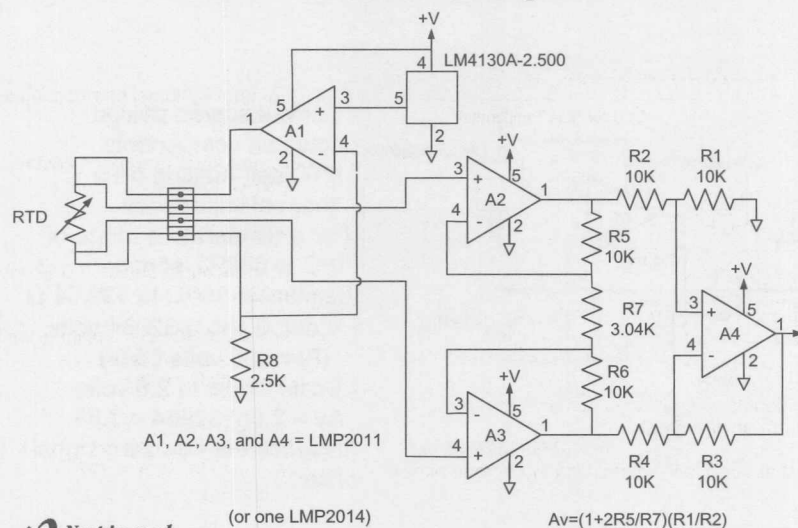 +V
LM4130A-2.500
4
5
2
5
3
+
A1
4
-
2
RTD
+V
3
+
5
A2
1
4
-
2
R2
10K
R1
10K
R5
10K
R7
3.04K
R6
10K
+V
3
+
5
A4
1
4
-
2
R8
2.5K
+V
3
-
5
A3
1
4
+
2
R4
10K
R3
10K
A1, A2, A3, and A4 = LMP2011
(or one LMP2014)
Av=(1+2R5/R7)(R1/R2)